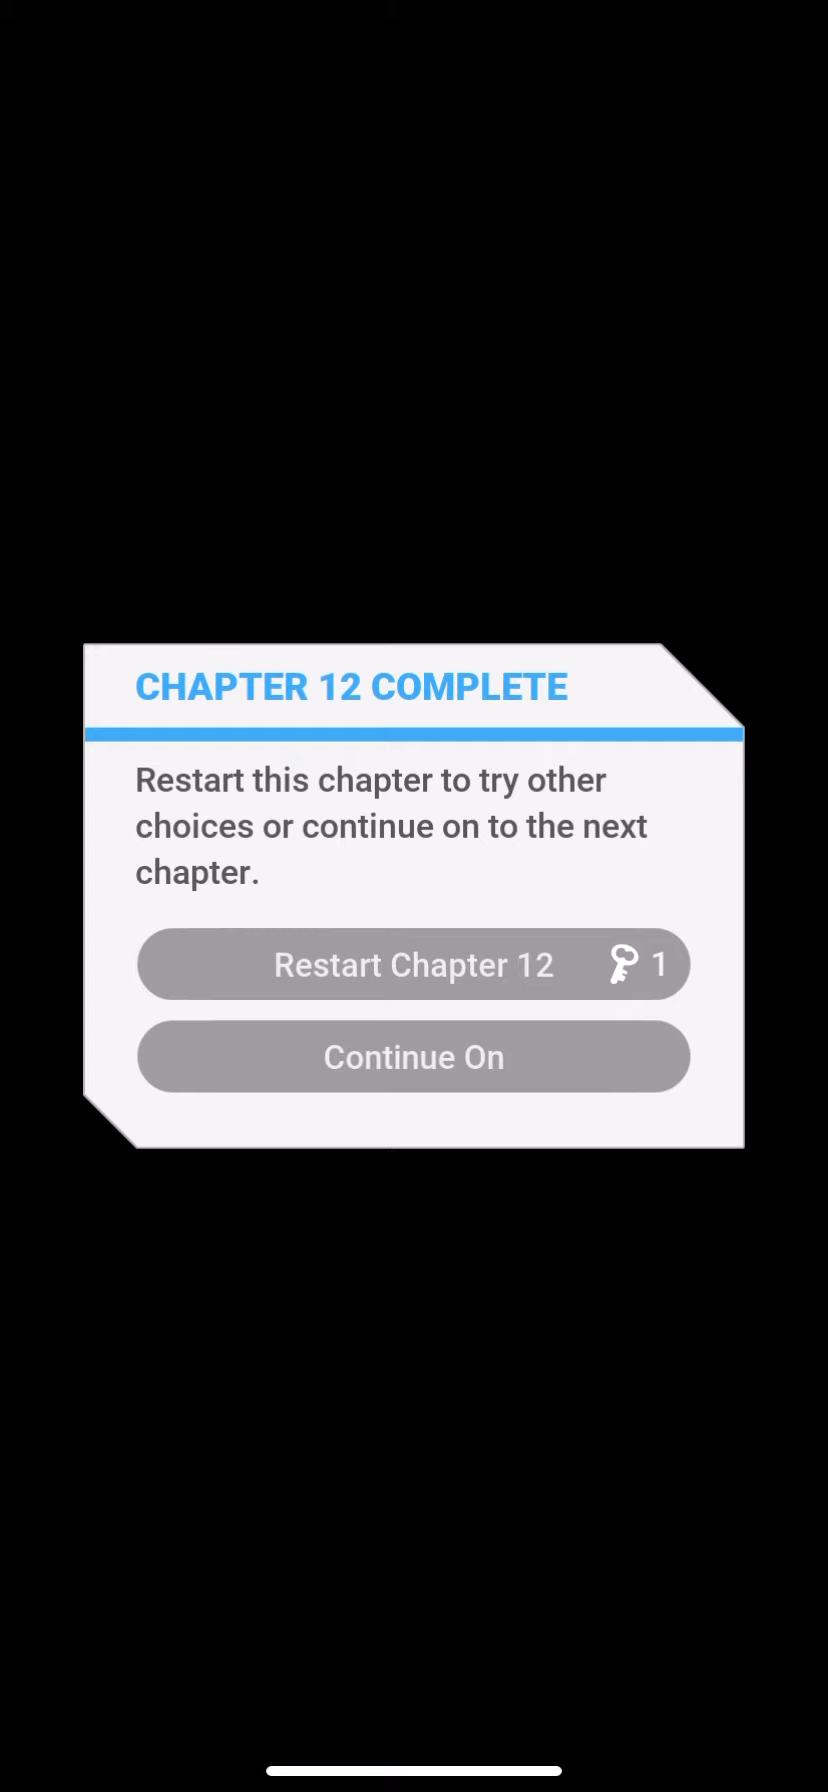 CHAPTER 12 COMPLETE
Restart this chapter to try other
choices or continue on to the next
chapter.
Restart Chapter 12 1
Continue On